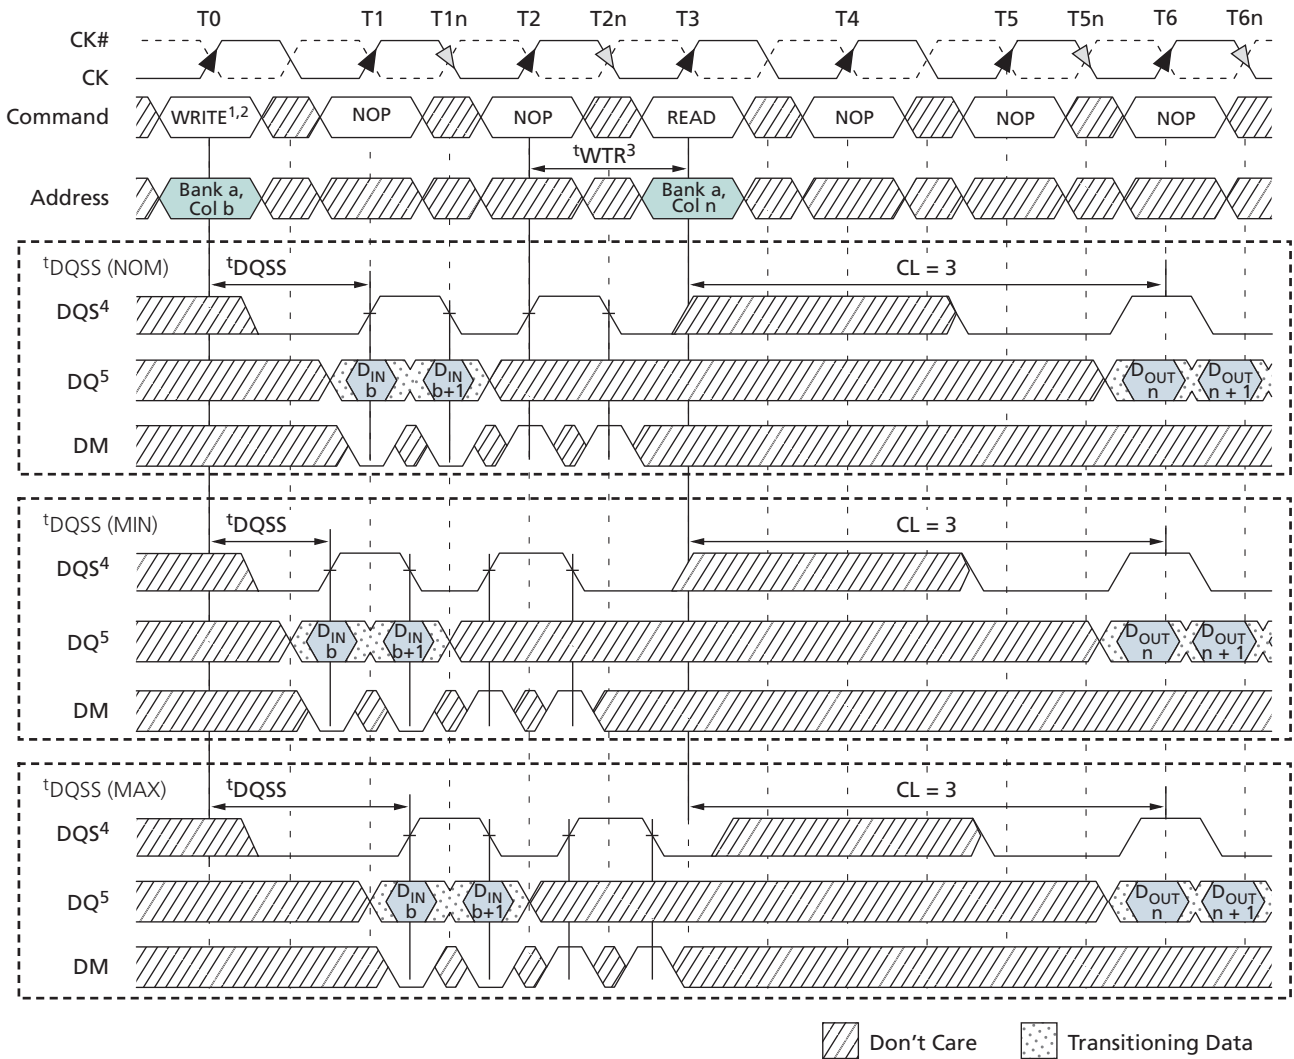 T0 T1 T1n T2 T2n T3 T4 T5 T5n T6 T6n
CK#
CK
Command WRITE1,2 NOP NOP READ NOP NOP NOP
tWTR3
Address Bank a, Col b Bank a, Col n
tDQSS (NOM) tDQSS CL = 3
DQS4
DQ5 DIN b DIN b+1 DOUT n DOUT n + 1
DM
tDQSS (MIN) tDQSS CL = 3
DQS4
DQ5 DIN b DIN b+1 DOUT n DOUT n + 1
DM
tDQSS (MAX) tDQSS CL = 3
DQS4
DQ5 DIN b DIN b+1 DOUT n DOUT n + 1
DM
Don't Care Transitioning Data